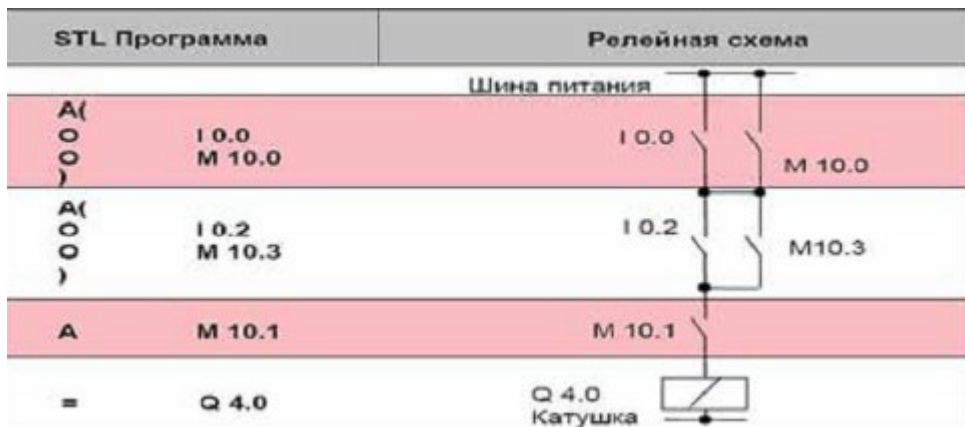 STL Программа Релейная схема
Шина питания
A(
O I 0.0
O M 10.0
)
I 0.0 M 10.0
A(
O I 0.2
O M 10.3
)
I 0.2 M10.3
A M 10.1 M 10.1
= Q 4.0 Q 4.0
Катушка